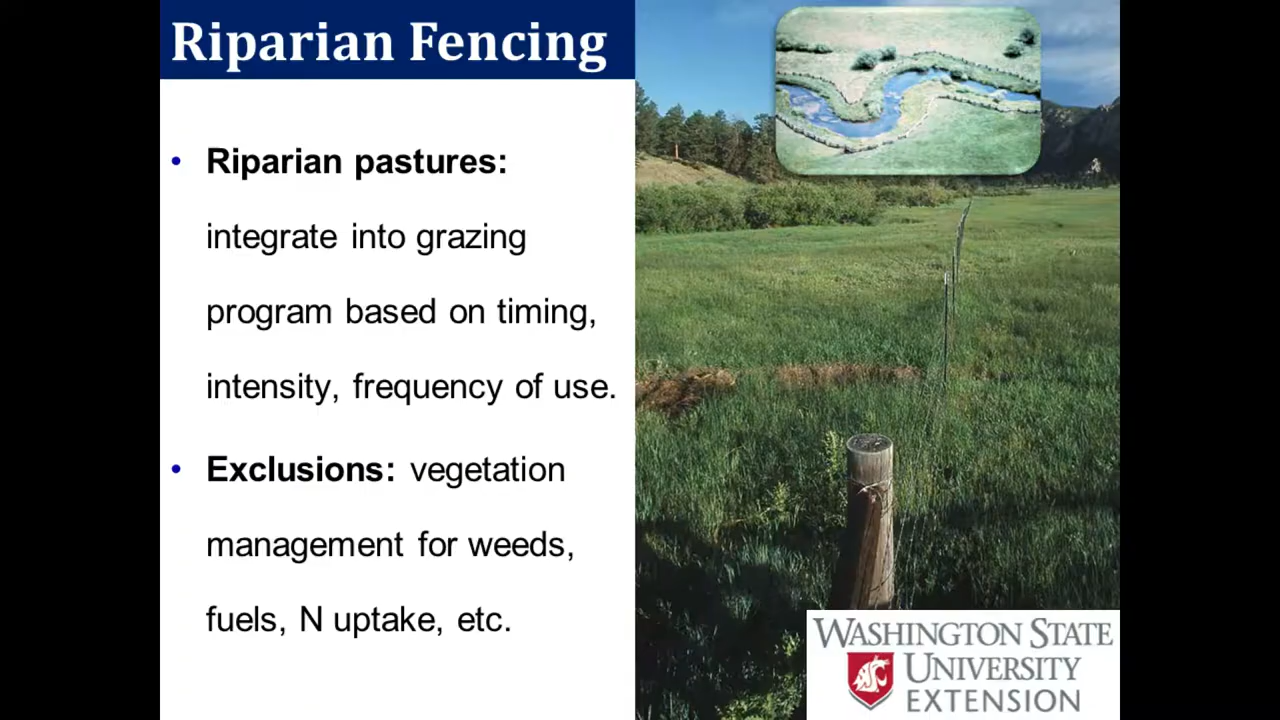 Riparian Fencing
• Riparian pastures:
integrate into grazing
program based on timing,
intensity, frequency of use.
• Exclusions: vegetation
management for weeds,
fuels, N uptake, etc.
WASHINGTON STATE
UNIVERSITY
EXTENSION